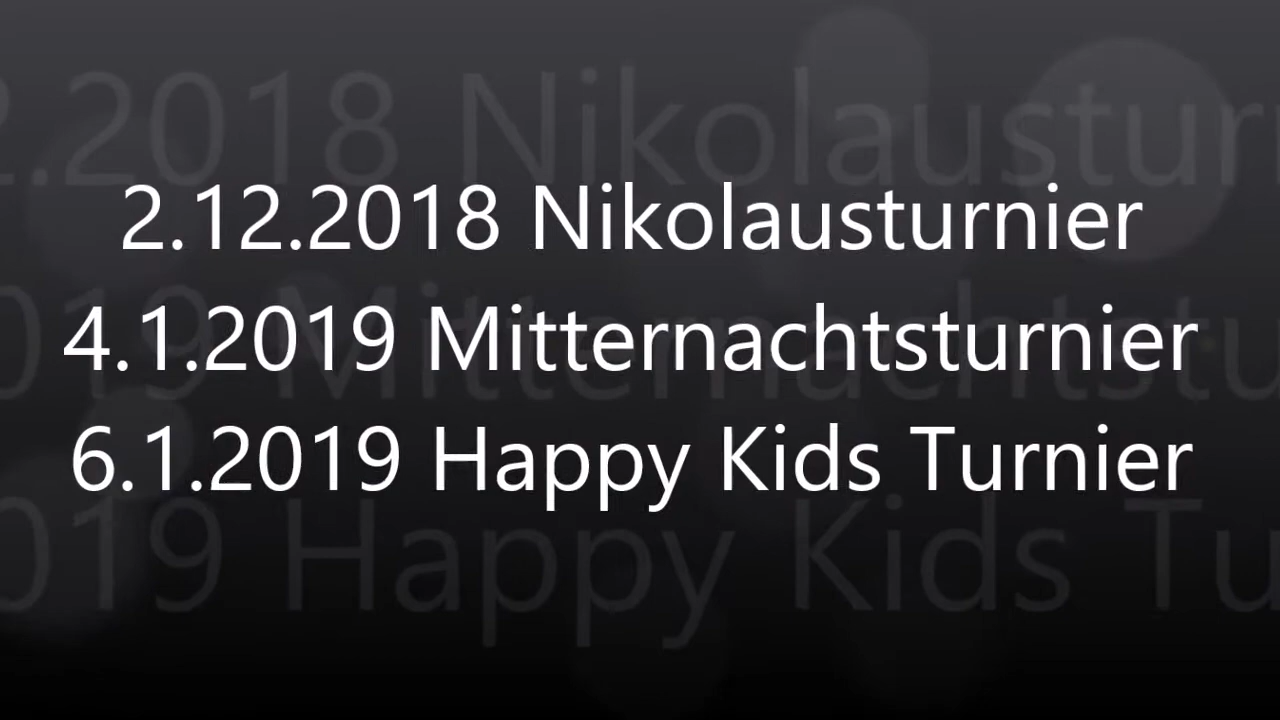 2.12.2018 Nikolausturnier
4.1.2019 Mitternachtsturnier
6.1.2019 Happy Kids Turnier